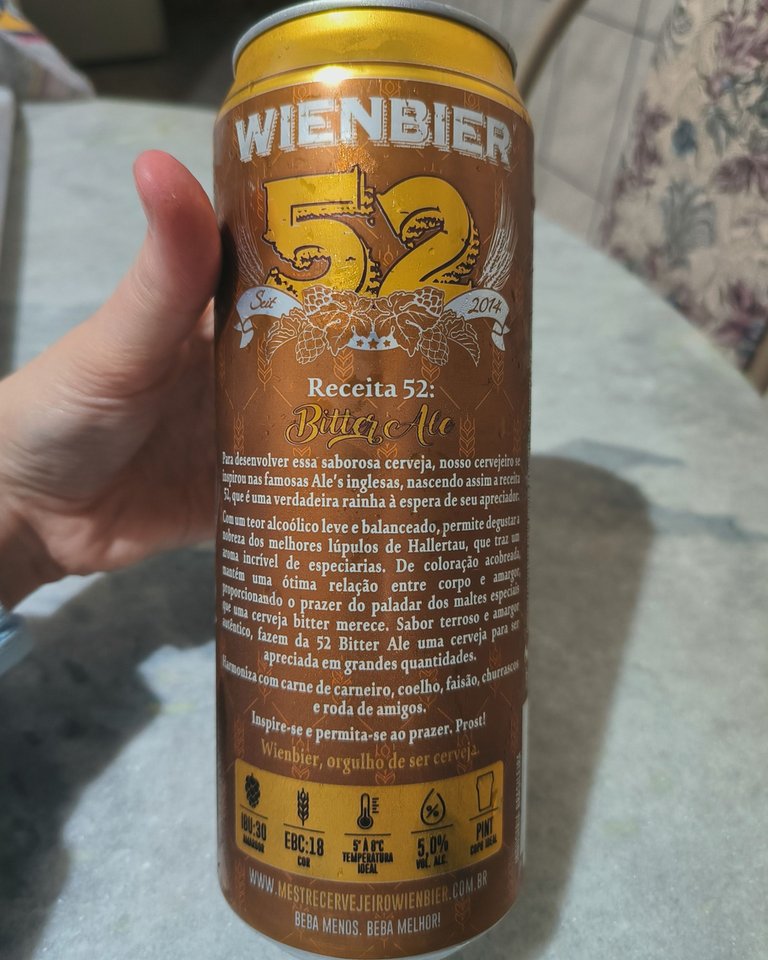 WIENBIER
52
Seit 2014
Receita 52:
Bitter Ale
Para desenvolver essa saborosa cerveja, nosso cervejeiro se
inspirou nas famosas Ale's inglesas, nascendo assim a receita
52, que é uma verdadeira rainha à espera de seu apreciador.
Com um teor alcoólico leve e balanceado, permite degustar a
nobreza dos melhores lúpulos de Hallertau, que traz um
aroma incrível de especiarias. De coloração acobreada,
mantém uma ótima relação entre corpo e amargor,
proporcionando o prazer do paladar dos maltes especiais
que uma cerveja bitter merece. Sabor terroso e amargor
autêntico, fazem da 52 Bitter Ale uma cerveja para ser
apreciada em grandes quantidades.
Harmoniza com carne de carneiro, coelho, faisão, churrascos
e roda de amigos.
Inspire-se e permita-se ao prazer. Prost!
Wienbier, orgulho de ser cerveja.
IBU:30
AMARGOR
EBC:18
COR
5° À 8°C
TEMPERATURA
IDEAL
%
5,0%
VOL. ALC.
PINT
COPO IDEAL
WWW.MESTRECERVEJEIROWIENBIER.COM.BR
BEBA MENOS. BEBA MELHOR!